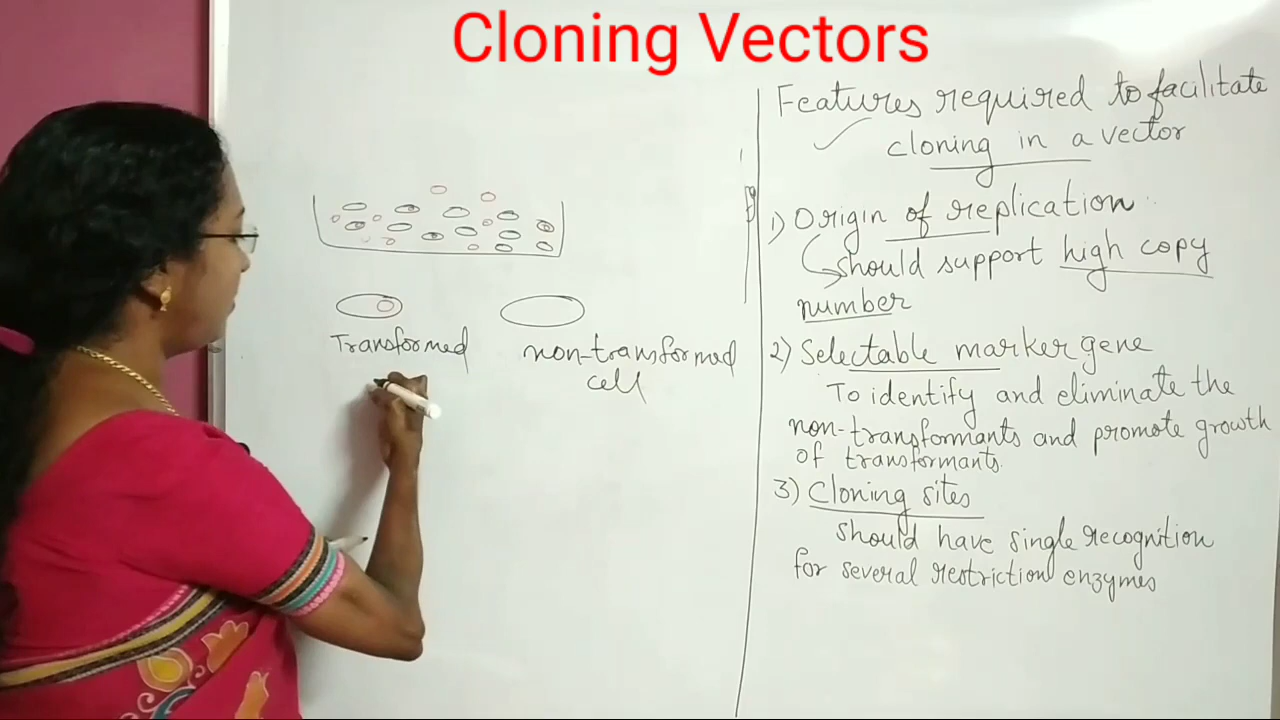 Cloning Vectors
Features required to facilitate
cloning in a vector
1) Origin of replication
should support high copy
number
2) Selectable marker gene
To identify and eliminate the
non-transformants and promote growth
of transformants.
3) Cloning sites
should have single recognition
for several restriction enzymes
Transformed
non-transformed
cell